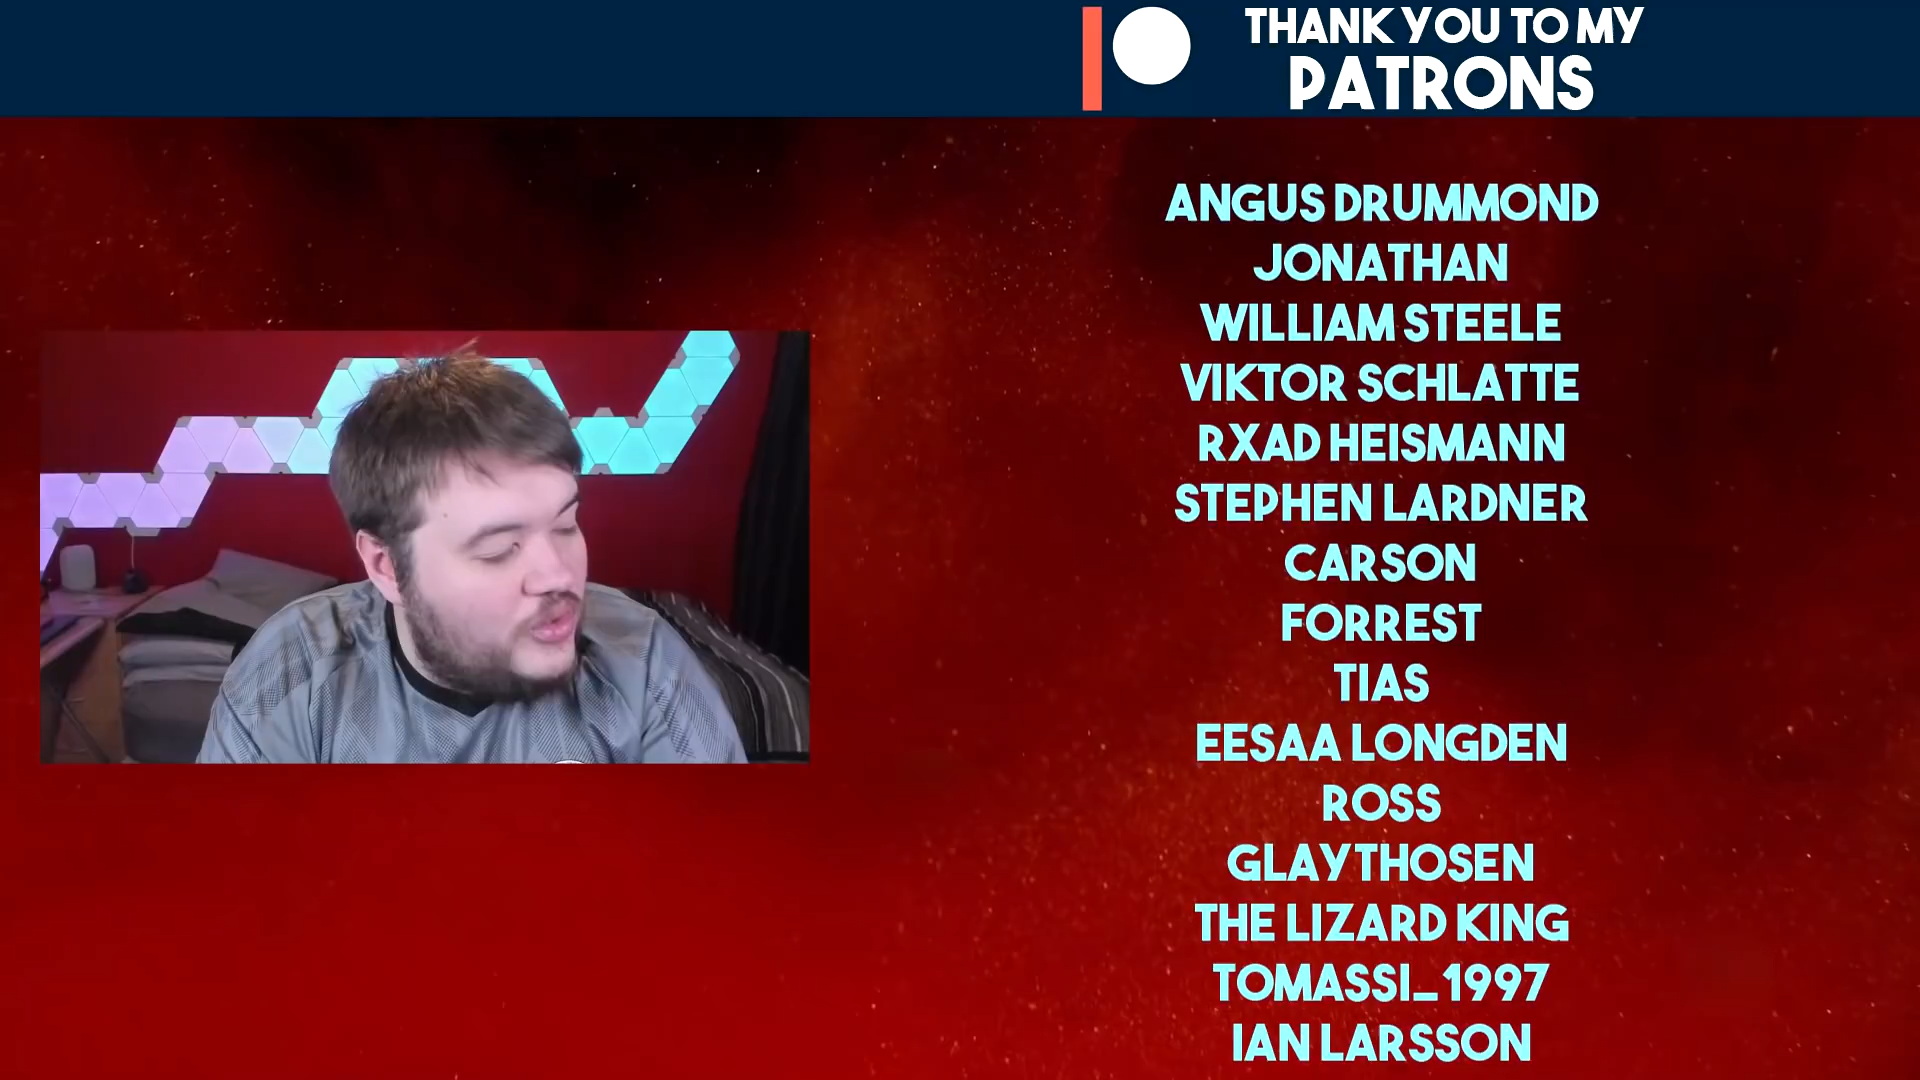 THANK YOU TO MY
PATRONS
ANGUS DRUMMOND
JONATHAN
WILLIAM STEELE
VIKTOR SCHLATTE
RXAD HEISMANN
STEPHEN LARDNER
CARSON
FORREST
TIAS
EESAA LONGDEN
ROSS
GLAYTHOSEN
THE LIZARD KING
TOMASSI_1997
IAN LARSSON